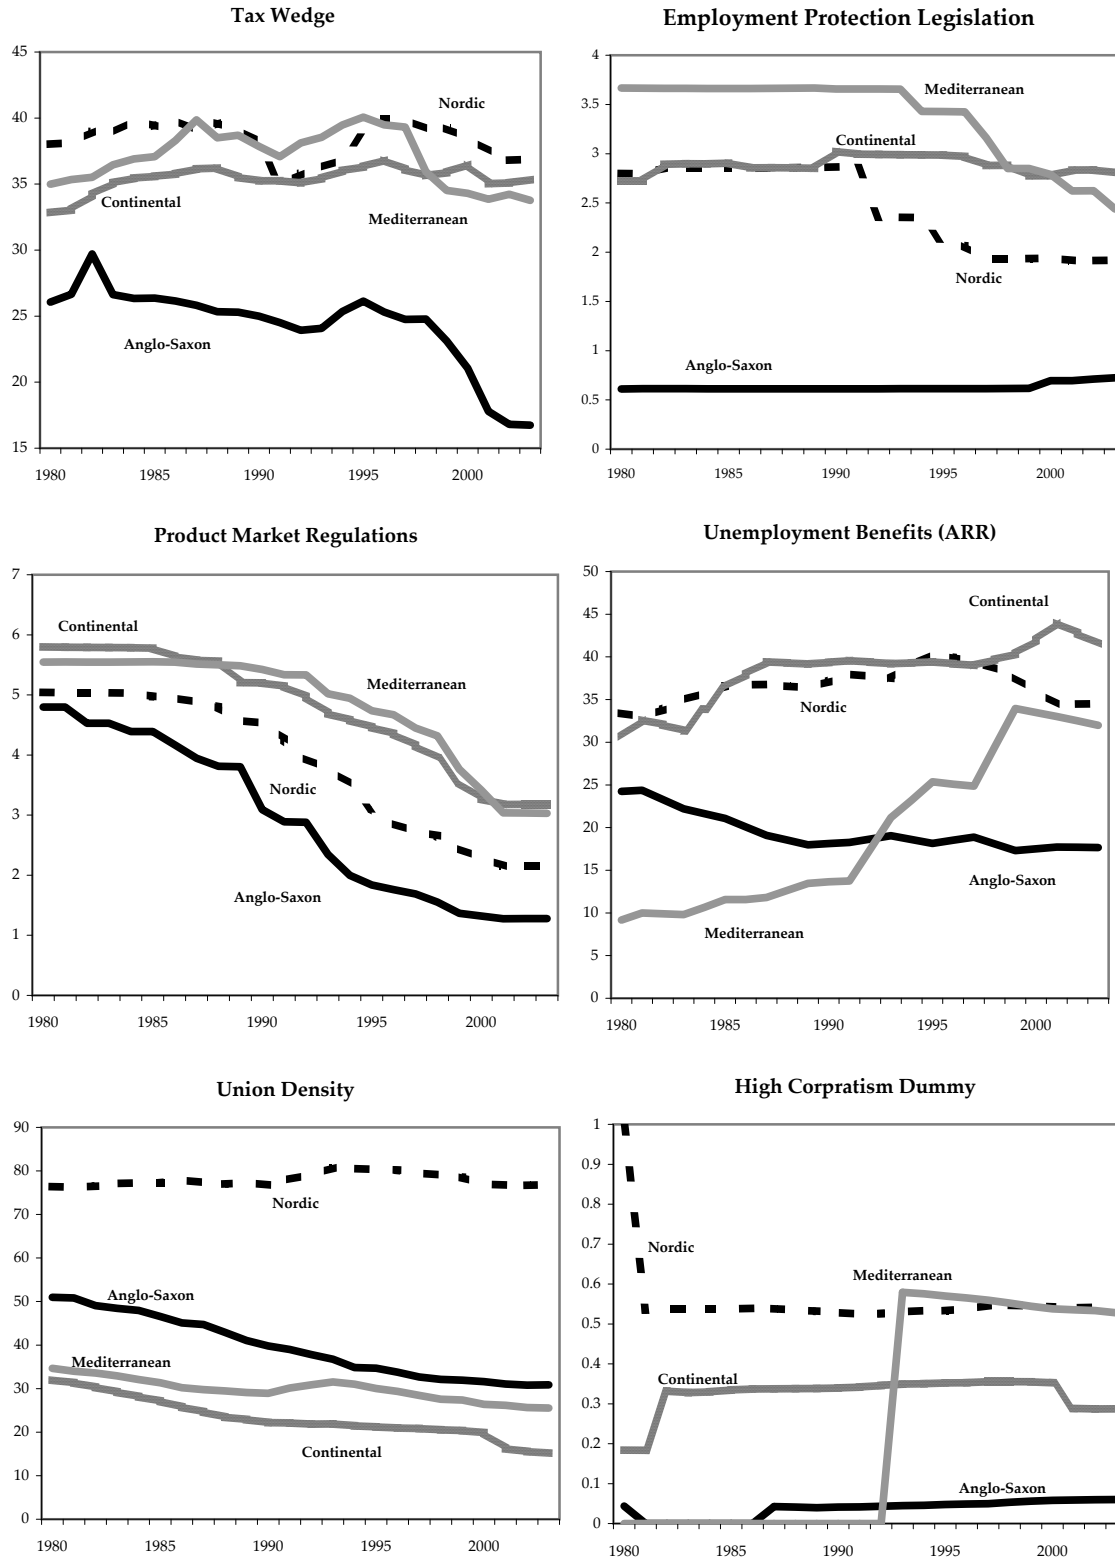 Tax Wedge
45
40
35
30
25
20
15
1980
1985
1990
1995
2000
Nordic
Continental
Mediterranean
Anglo-Saxon
Employment Protection Legislation
4
3.5
3
2.5
2
1.5
1
0.5
0
1980
1985
1990
1995
2000
Mediterranean
Continental
Nordic
Anglo-Saxon
Product Market Regulations
7
6
5
4
3
2
1
0
1980
1985
1990
1995
2000
Continental
Mediterranean
Nordic
Anglo-Saxon
Unemployment Benefits (ARR)
50
45
40
35
30
25
20
15
10
5
0
1980
1985
1990
1995
2000
Continental
Nordic
Anglo-Saxon
Mediterranean
Union Density
90
80
70
60
50
40
30
20
10
0
1980
1985
1990
1995
2000
Nordic
Anglo-Saxon
Mediterranean
Continental
High Corpratism Dummy
1
0.9
0.8
0.7
0.6
0.5
0.4
0.3
0.2
0.1
0
1980
1985
1990
1995
2000
Nordic
Mediterranean
Continental
Anglo-Saxon